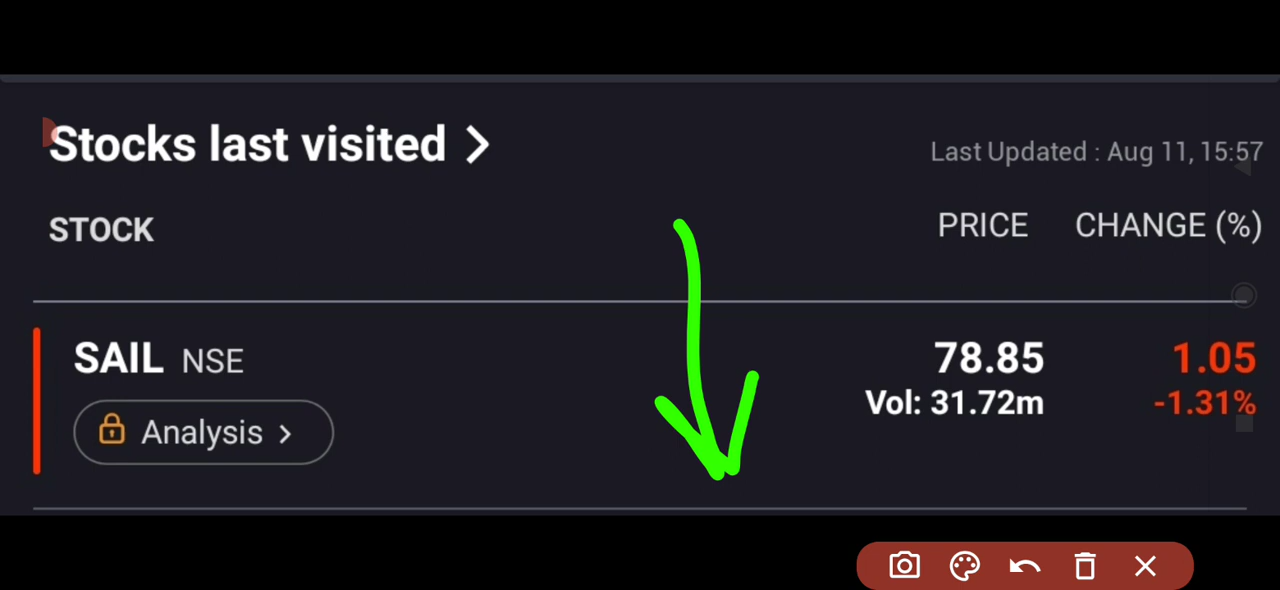 Stocks last visited
Last Updated : Aug 11, 15:57
STOCK PRICE CHANGE (%)
SAIL NSE 78.85 1.05
Vol: 31.72m -1.31%
Analysis